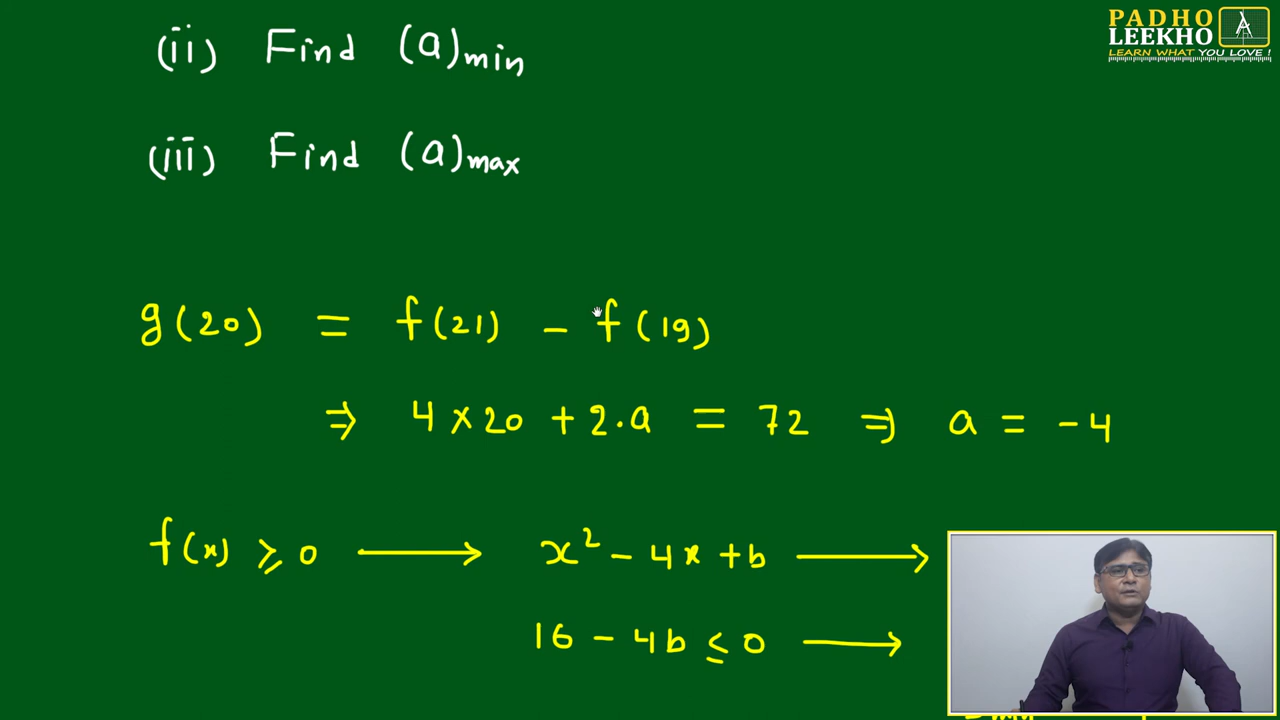 PADHO
LEEKHO
LEARN WHAT YOU LOVE !
(ii) Find (a)min
(iii) Find (a)max
g(20) = f(21) - f(19)
⇒ 4×20 + 2.a = 72 ⇒ a = -4
f(x) ⩾ 0 ⟶ x² - 4x + b ⟶
16 - 4b ≤ 0 ⟶